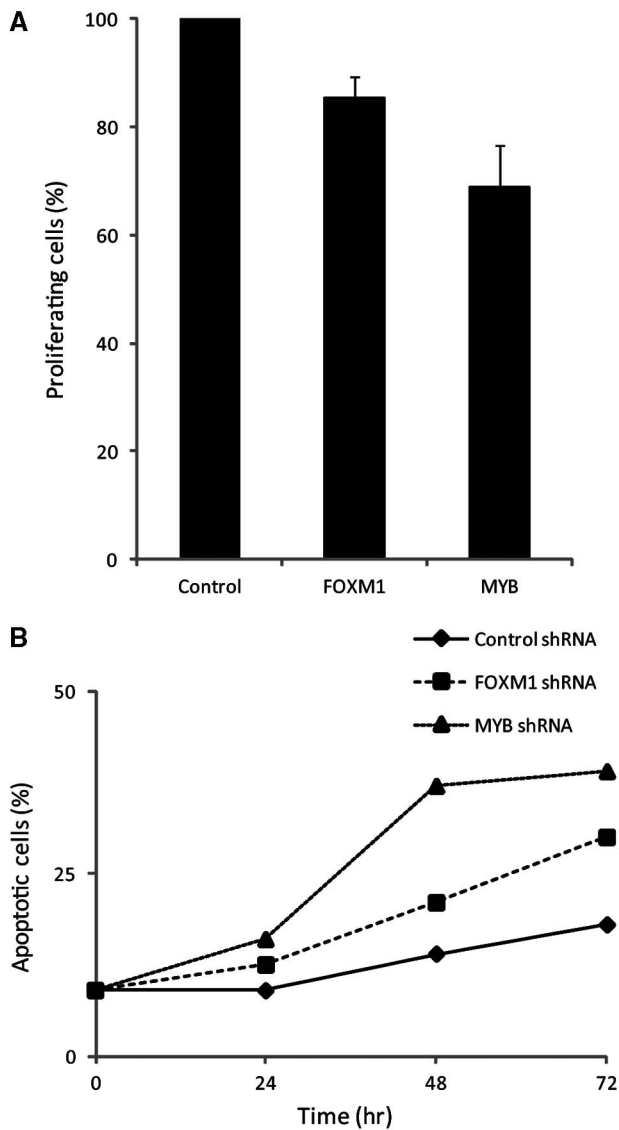 A
100
80
60
40
20
0
Proliferating cells (%)
Control FOXM1 MYB
B
Control shRNA
FOXM1 shRNA
MYB shRNA
50
25
0
Apoptotic cells (%)
0 24 48 72
Time (hr)